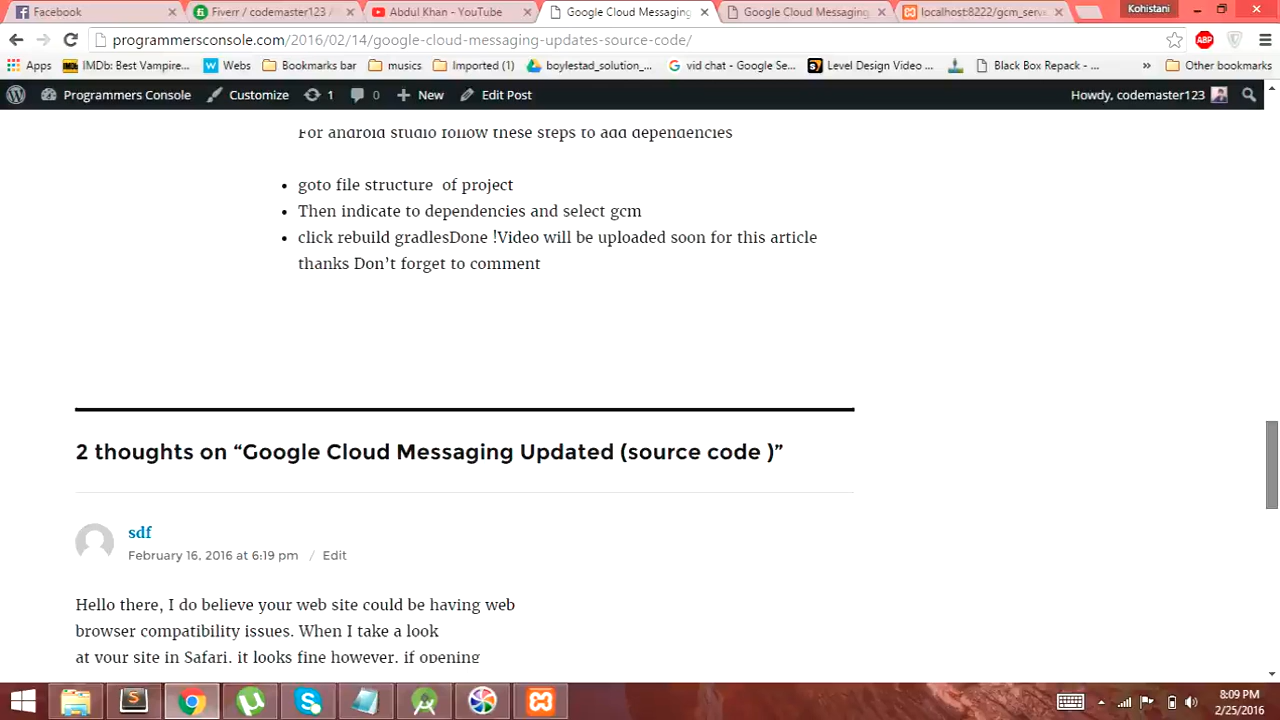 Facebook
Fiverr / codemaster123 /
Abdul Khan - YouTube
Google Cloud Messaging
Google Cloud Messaging
localhost:8222/gcm_serv
Kohistani
programmersconsole.com/2016/02/14/google-cloud-messaging-updates-source-code/
ABP
Apps
IMDb: Best Vampire...
Webs
Bookmarks bar
musics
Imported (1)
boylestad_solution_...
vid chat - Google Se...
Level Design Video ...
Black Box Repack - ...
»
Other bookmarks
Programmers Console
Customize
1
0
New
Edit Post
Howdy, codemaster123
For android studio follow these steps to add dependencies
• goto file structure of project
• Then indicate to dependencies and select gcm
• click rebuild gradlesDone !Video will be uploaded soon for this article
thanks Don’t forget to comment
2 thoughts on “Google Cloud Messaging Updated (source code )”
sdf
February 16, 2016 at 6:19 pm / Edit
Hello there, I do believe your web site could be having web
browser compatibility issues. When I take a look
at your site in Safari, it looks fine however, if opening
8:09 PM
2/25/2016